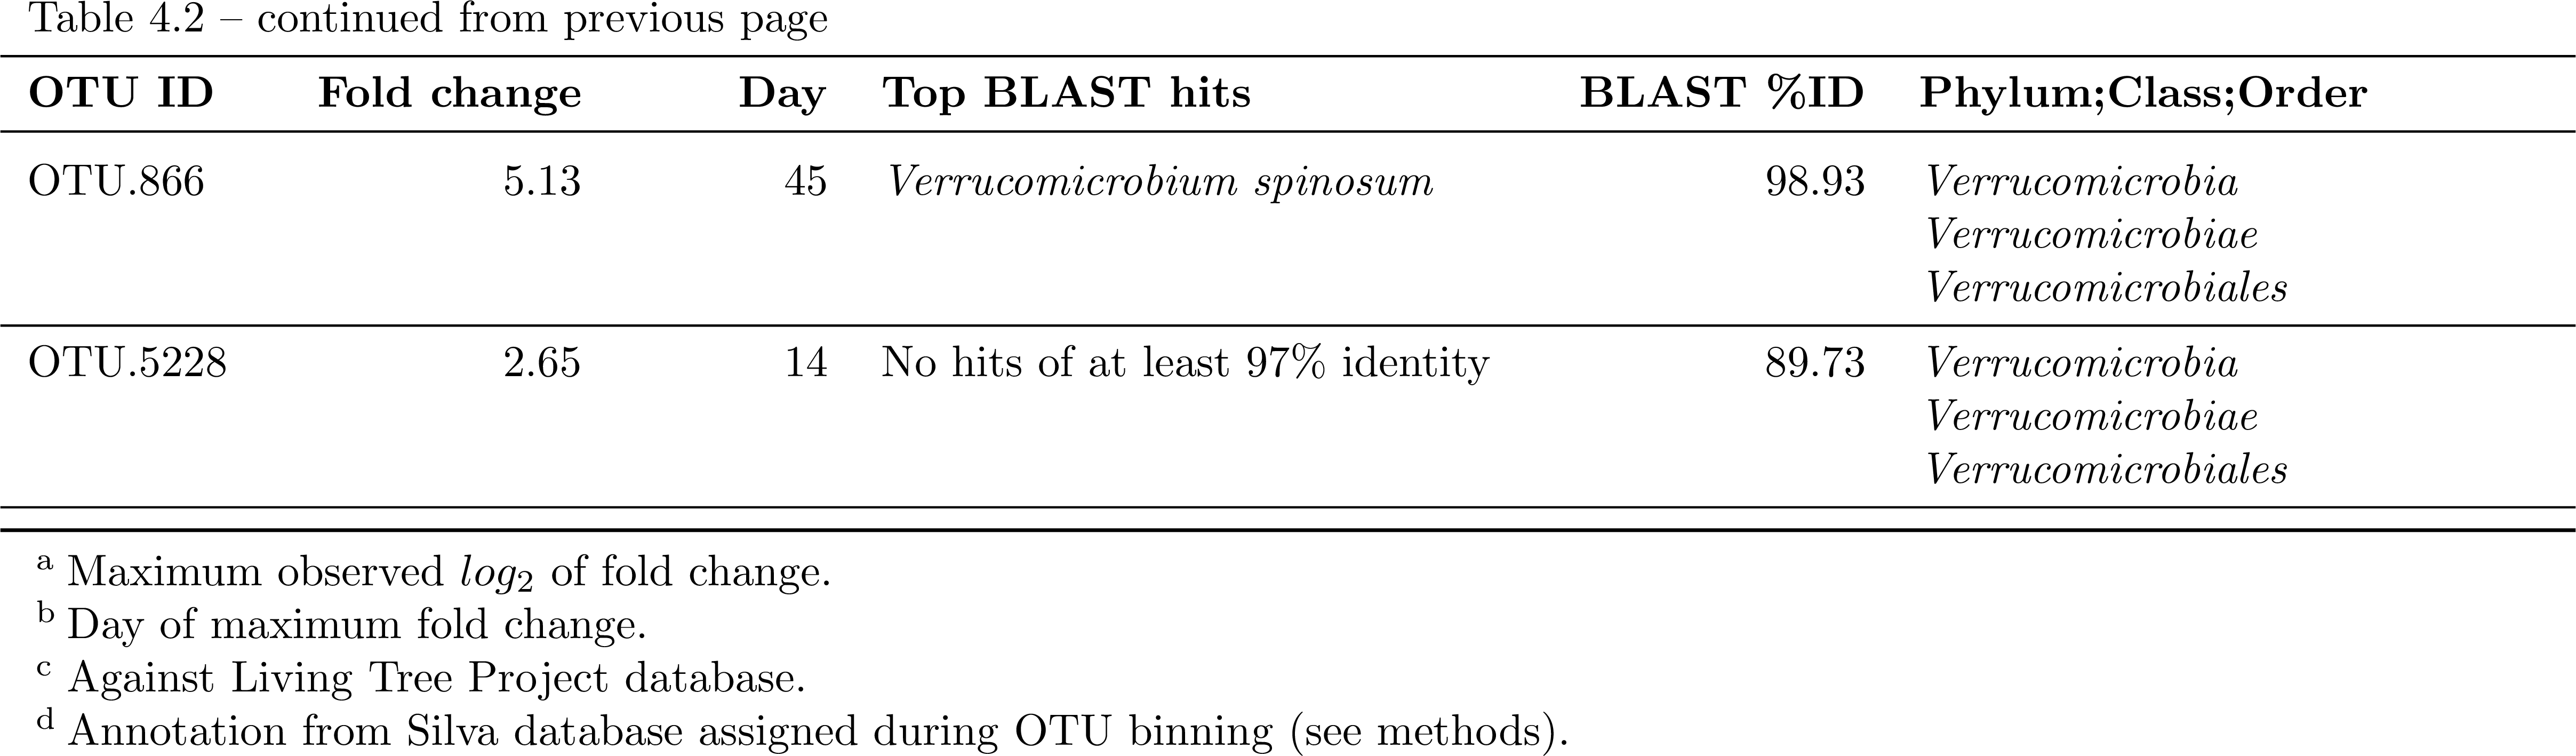 Table 4.2 – continued from previous page
OTU ID Fold change Day Top BLAST hits BLAST %ID Phylum;Class;Order
OTU.866 5.13 45 Verrucomicrobium spinosum 98.93 Verrucomicrobia
Verrucomicrobiae
Verrucomicrobiales
OTU.5228 2.65 14 No hits of at least 97% identity 89.73 Verrucomicrobia
Verrucomicrobiae
Verrucomicrobiales
a Maximum observed log2 of fold change.
b Day of maximum fold change.
c Against Living Tree Project database.
d Annotation from Silva database assigned during OTU binning (see methods).